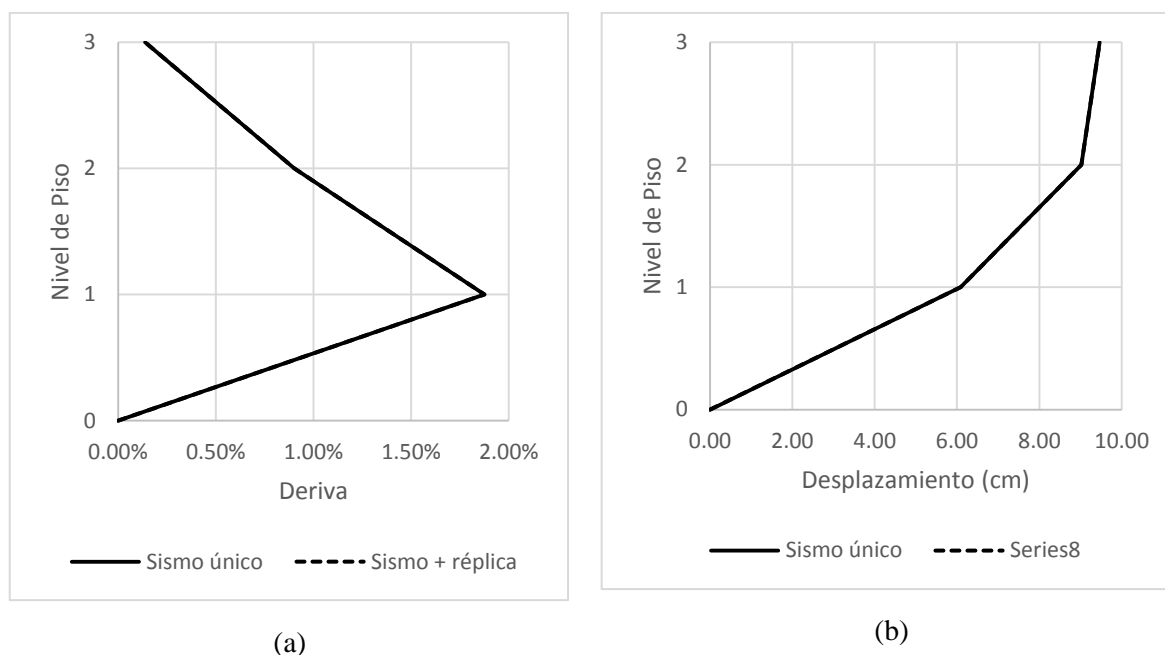 3
2
1
0
Nivel de Piso
0.00% 0.50% 1.00% 1.50% 2.00%
Deriva
Sismo único Sismo + réplica
(a)
3
2
1
0
Nivel de Piso
0.00 2.00 4.00 6.00 8.00 10.00
Desplazamiento (cm)
Sismo único Series8
(b)